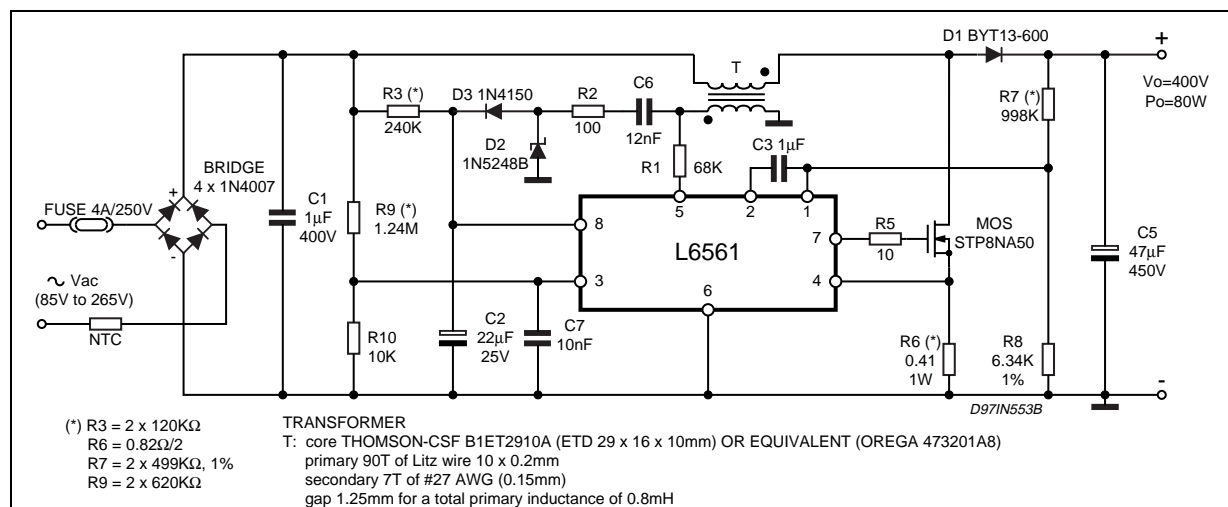 D1 BYT13-600
+
T
Vo=400V
Po=80W
C6
12nF
R3 (*)
240K
D3 1N4150
R2
100
R7 (*)
998K
D2
1N5248B
C3 1µF
R1
68K
BRIDGE
4 x 1N4007
+
-
FUSE 4A/250V
C1
1µF
400V
R9 (*)
1.24M
5
2
1
8
7
3
4
6
L6561
R5
10
MOS
STP8NA50
C5
47µF
450V
~ Vac
(85V to 265V)
NTC
R10
10K
C2
22µF
25V
C7
10nF
R6 (*)
0.41
1W
R8
6.34K
1%
-
D97IN553B
(*) R3 = 2 x 120KΩ
R6 = 0.82Ω/2
R7 = 2 x 499KΩ, 1%
R9 = 2 x 620KΩ
TRANSFORMER
T: core THOMSON-CSF B1ET2910A (ETD 29 x 16 x 10mm) OR EQUIVALENT (OREGA 473201A8)
primary 90T of Litz wire 10 x 0.2mm
secondary 7T of #27 AWG (0.15mm)
gap 1.25mm for a total primary inductance of 0.8mH